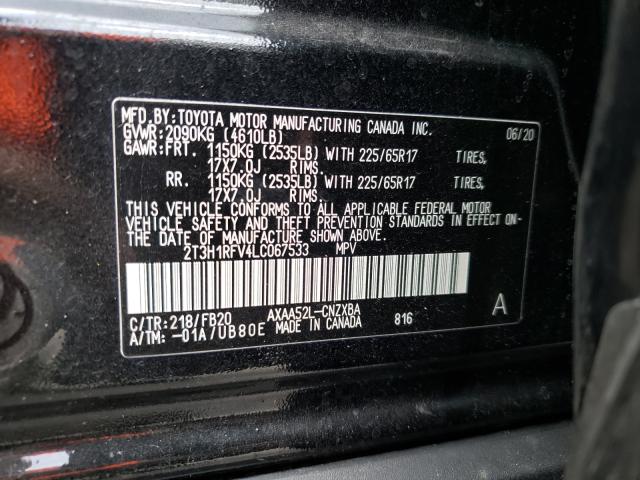 MFD.BY:TOYOTA MOTOR MANUFACTURING CANADA INC. 06/20
GVWR:2090KG (4610LB)
GAWR:FRT. 1150KG (2535LB) WITH 225/65R17 TIRES,
17X7.0J RIMS.
RR. 1150KG (2535LB) WITH 225/65R17 TIRES,
17X7.0J RIMS.
THIS VEHICLE CONFORMS TO ALL APPLICABLE FEDERAL MOTOR
VEHICLE SAFETY AND THEFT PREVENTION STANDARDS IN EFFECT ON-
THE DATE OF MANUFACTURE SHOWN ABOVE.
2T3H1RFV4LC067533 MPV
C/TR:218/FB20 AXAA52L-CNZXBA A
A/TM:-01A/UB80E MADE IN CANADA 816